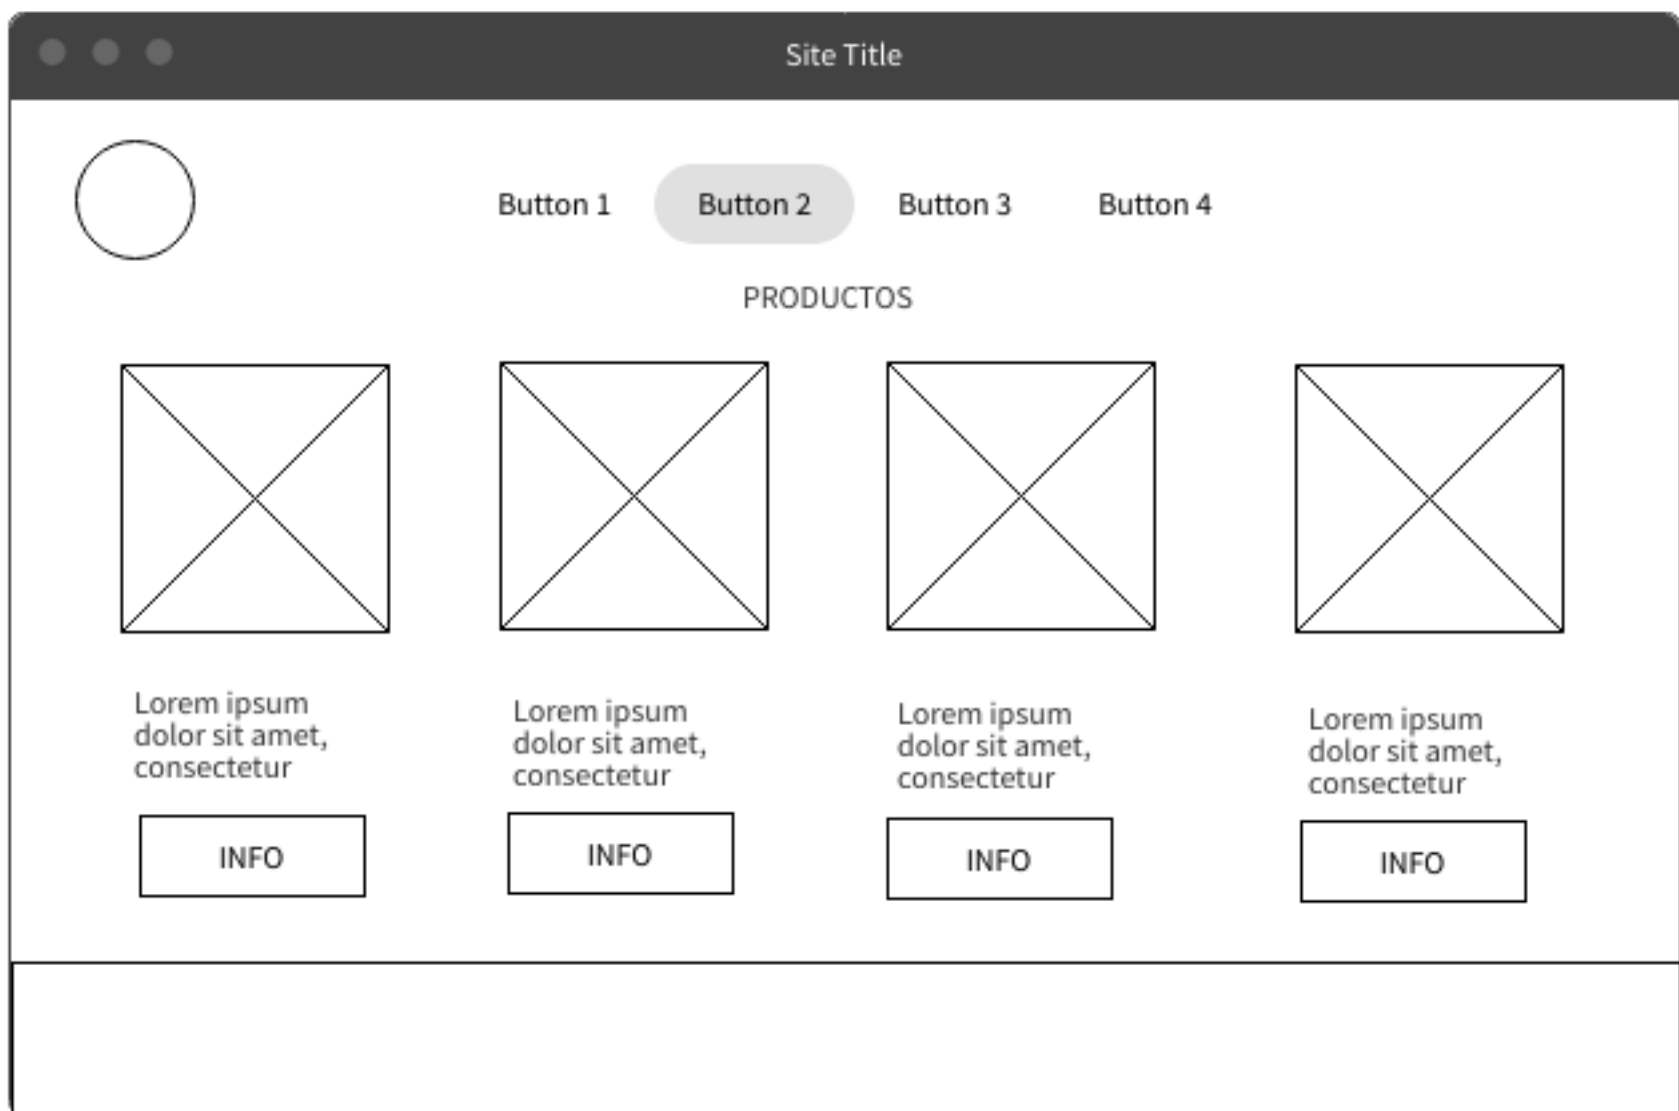 Site Title
Button 1
Button 2
Button 3
Button 4
PRODUCTOS
Lorem ipsum
dolor sit amet,
consectetur
Lorem ipsum
dolor sit amet,
consectetur
Lorem ipsum
dolor sit amet,
consectetur
Lorem ipsum
dolor sit amet,
consectetur
INFO
INFO
INFO
INFO